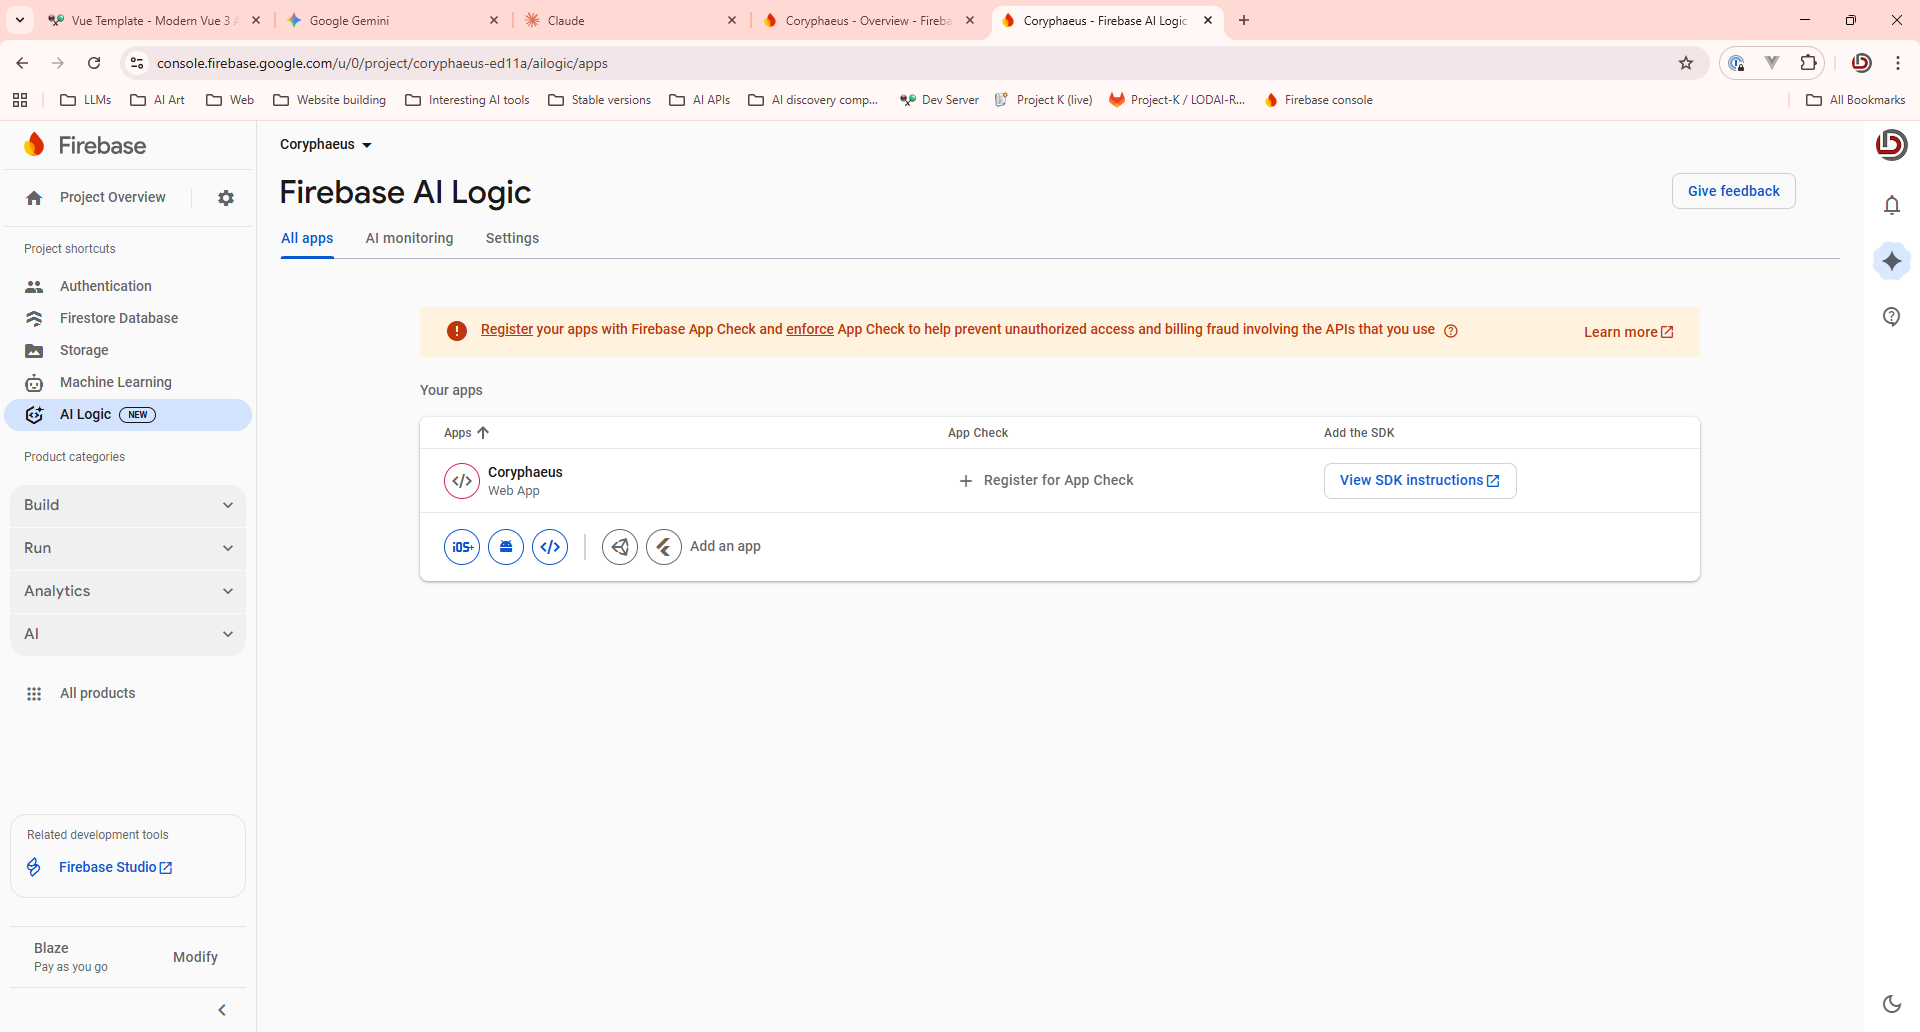 Vue Template - Modern Vue 3 A
Google Gemini
Claude
Coryphaeus - Overview - Fireba
Coryphaeus - Firebase AI Logic
console.firebase.google.com/u/0/project/coryphaeus-ed11a/ailogic/apps
LLMs
AI Art
Web
Website building
Interesting AI tools
Stable versions
AI APIs
AI discovery comp...
Dev Server
Project K (live)
Project-K / LODAI-R...
Firebase console
All Bookmarks
Firebase
Project Overview
Project shortcuts
Authentication
Firestore Database
Storage
Machine Learning
AI Logic NEW
Product categories
Build
Run
Analytics
AI
All products
Related development tools
Firebase Studio
Blaze
Pay as you go
Modify
Coryphaeus
Firebase AI Logic
Give feedback
All apps
AI monitoring
Settings
Register your apps with Firebase App Check and enforce App Check to help prevent unauthorized access and billing fraud involving the APIs that you use
Learn more
Your apps
Apps
App Check
Add the SDK
Coryphaeus
Web App
Register for App Check
View SDK instructions
iOS+
Add an app